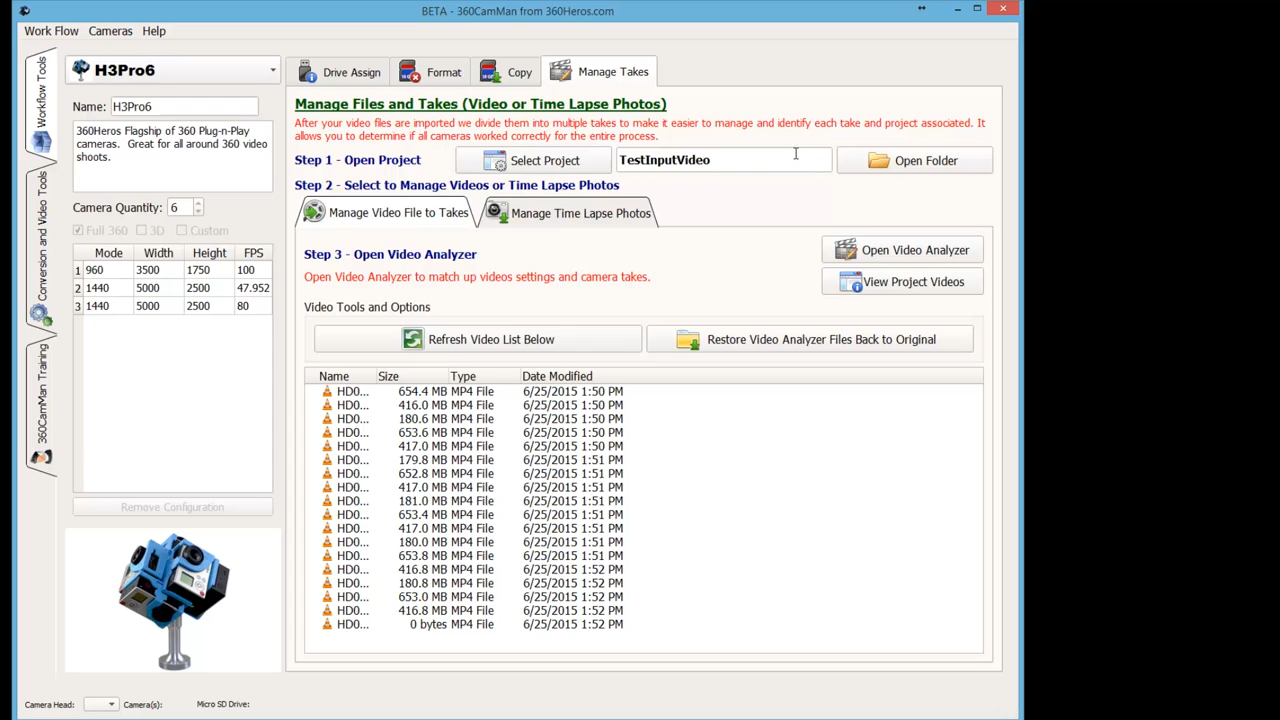 BETA - 360CamMan from 360Heros.com
Work Flow Cameras Help
Workflow Tools
Conversion and Video Tools
360CamMan Training
H3Pro6
Name: H3Pro6
360Heros Flagship of 360 Plug-n-Play
cameras. Great for all around 360 video
shoots.
Camera Quantity: 6
Full 360 3D Custom
Mode Width Height FPS
1 960 3500 1750 100
2 1440 5000 2500 47.952
3 1440 5000 2500 80
Remove Configuration
Drive Assign Format Copy Manage Takes
Manage Files and Takes (Video or Time Lapse Photos)
After your video files are imported we divide them into multiple takes to make it easier to manage and identify each take and project associated. It
allows you to determine if all cameras worked correctly for the entire process.
Step 1 - Open Project Select Project TestInputVideo Open Folder
Step 2 - Select to Manage Videos or Time Lapse Photos
Manage Video File to Takes Manage Time Lapse Photos
Step 3 - Open Video Analyzer Open Video Analyzer
Open Video Analyzer to match up videos settings and camera takes. View Project Videos
Video Tools and Options
Refresh Video List Below Restore Video Analyzer Files Back to Original
Name Size Type Date Modified
HD0... 654.4 MB MP4 File 6/25/2015 1:50 PM
HD0... 416.0 MB MP4 File 6/25/2015 1:50 PM
HD0... 180.6 MB MP4 File 6/25/2015 1:50 PM
HD0... 653.6 MB MP4 File 6/25/2015 1:50 PM
HD0... 417.0 MB MP4 File 6/25/2015 1:50 PM
HD0... 179.8 MB MP4 File 6/25/2015 1:51 PM
HD0... 652.8 MB MP4 File 6/25/2015 1:51 PM
HD0... 417.0 MB MP4 File 6/25/2015 1:51 PM
HD0... 181.0 MB MP4 File 6/25/2015 1:51 PM
HD0... 653.4 MB MP4 File 6/25/2015 1:51 PM
HD0... 417.0 MB MP4 File 6/25/2015 1:51 PM
HD0... 180.0 MB MP4 File 6/25/2015 1:51 PM
HD0... 653.8 MB MP4 File 6/25/2015 1:51 PM
HD0... 416.8 MB MP4 File 6/25/2015 1:52 PM
HD0... 180.8 MB MP4 File 6/25/2015 1:52 PM
HD0... 653.0 MB MP4 File 6/25/2015 1:52 PM
HD0... 416.8 MB MP4 File 6/25/2015 1:52 PM
HD0... 0 bytes MP4 File 6/25/2015 1:52 PM
Camera Head: Camera(s): Micro SD Drive: